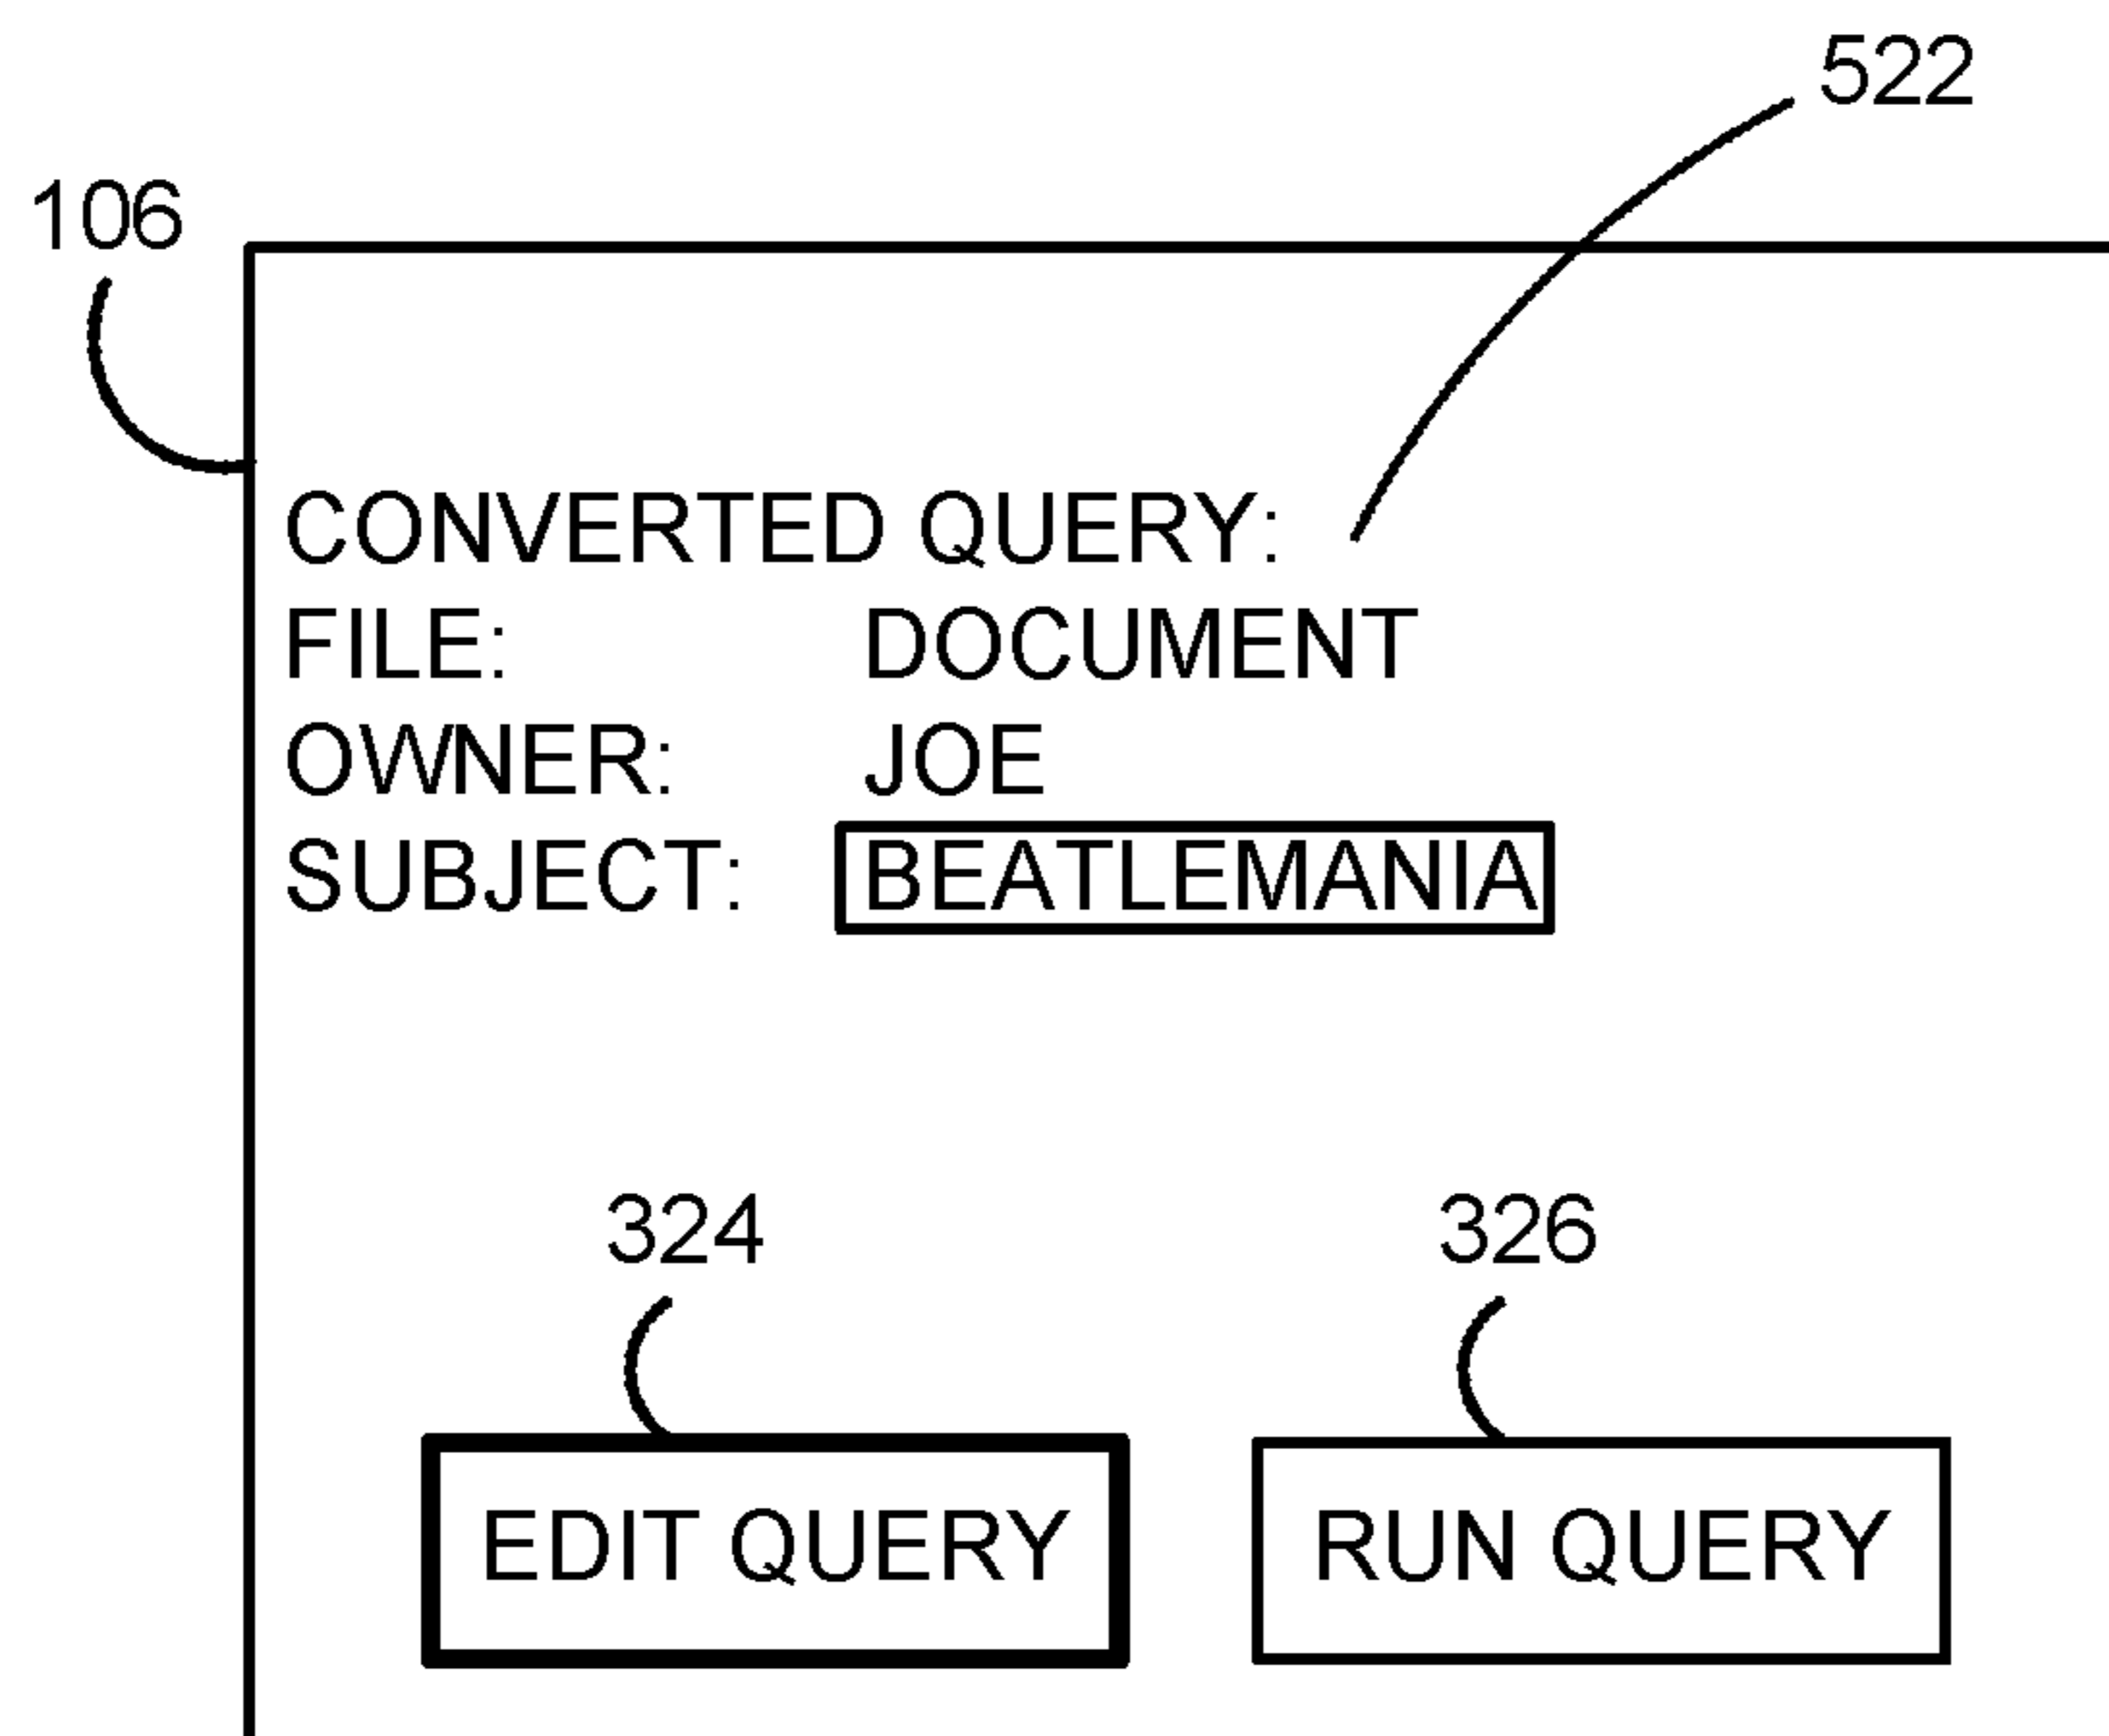 522
106
CONVERTED QUERY:
FILE: DOCUMENT
OWNER: JOE
SUBJECT: BEATLEMANIA
324 326
EDIT QUERY RUN QUERY